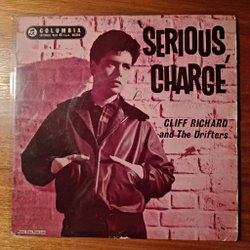 COLUMBIA
'SERIOUS
CHARGE'
CLIFF RICHARD
and The Drifters